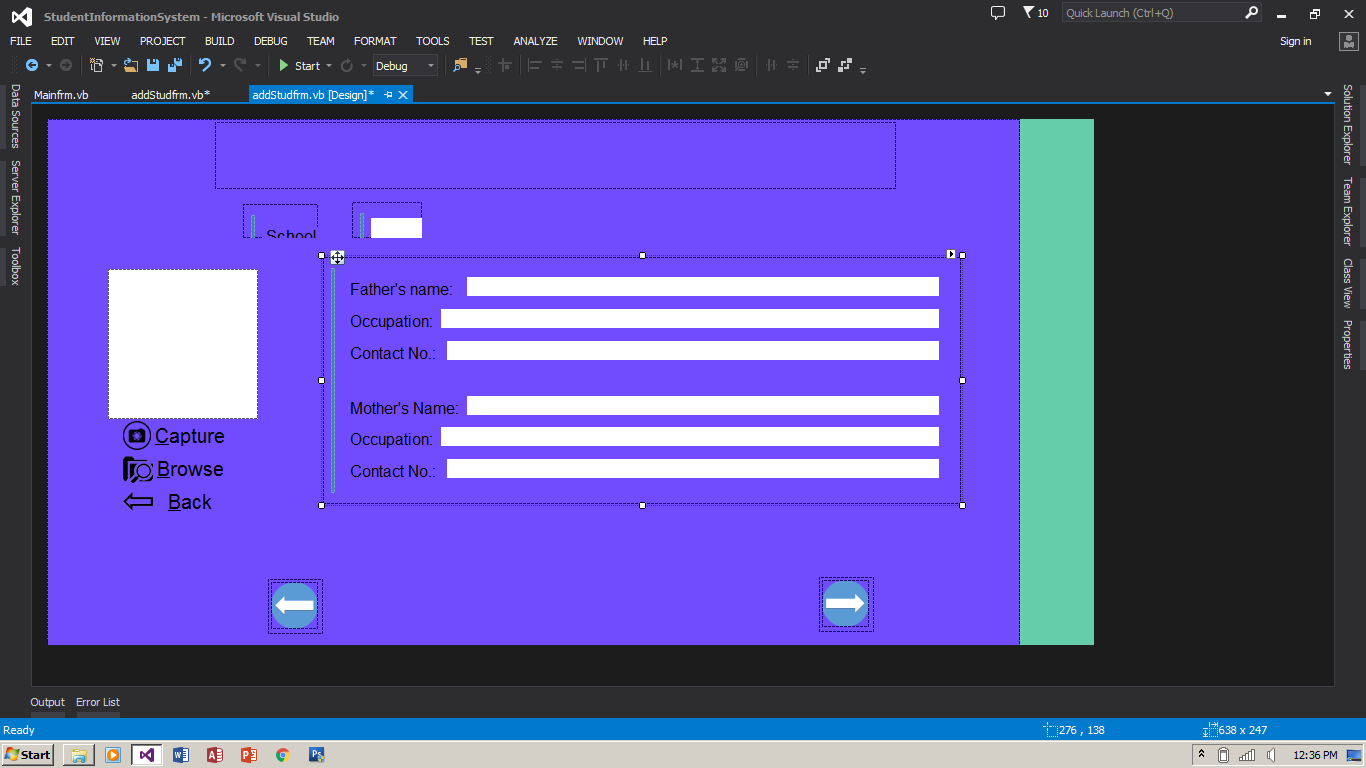 StudentInformationSystem - Microsoft Visual Studio
10
Quick Launch (Ctrl+Q)
FILE EDIT VIEW PROJECT BUILD DEBUG TEAM FORMAT TOOLS TEST ANALYZE WINDOW HELP
Sign in
Start Debug
Mainfrm.vb addStudfrm.vb* addStudfrm.vb [Design]*
Data Sources
Server Explorer
Toolbox
School
Father's name:
Occupation:
Contact No.:
Mother's Name:
Occupation:
Contact No.:
Capture
Browse
Back
Solution Explorer
Team Explorer
Class View
Properties
Output Error List
Ready
276 , 138
638 x 247
Start
12:36 PM